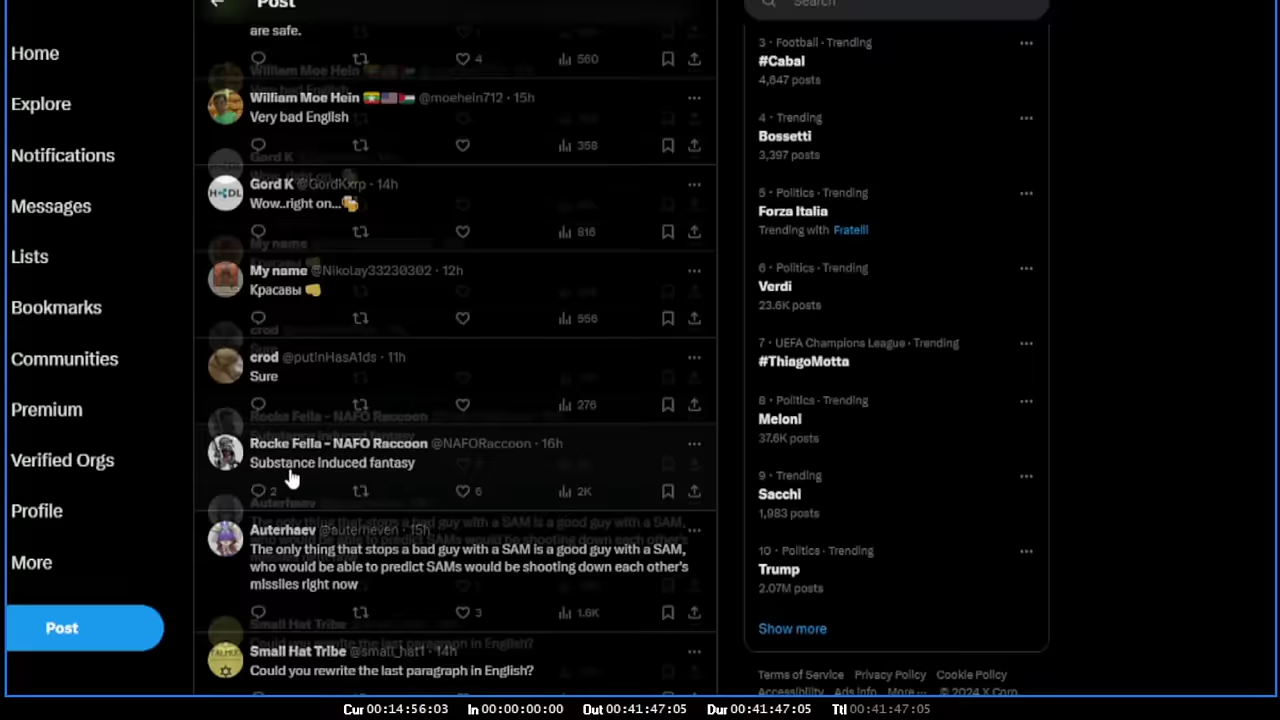 Post
Search
Home
Explore
Notifications
Messages
Lists
Bookmarks
Communities
Premium
Verified Orgs
Profile
More
Post
are safe.
4 560
William Moe Hein @moehein712 · 15h
Very bad English
358
Gord K @GordKxrp · 14h
Wow..right on...
816
My name @Nikolay33230302 · 12h
Красавы
556
crod @putinHasA1ds · 11h
Sure
276
Rocke Fella - NAFO Raccoon @NAFORaccoon · 16h
Substance induced fantasy
2 6 2K
Auterhaev @auterheven · 15h
The only thing that stops a bad guy with a SAM is a good guy with a SAM,
who would be able to predict SAMs would be shooting down each other's
missiles right now
3 1.6K
Small Hat Tribe @small_hat1 · 14h
Could you rewrite the last paragraph in English?
3 · Football · Trending
#Cabal
4,647 posts
4 · Trending
Bossetti
3,397 posts
5 · Politics · Trending
Forza Italia
Trending with Fratelli
6 · Politics · Trending
Verdi
23.6K posts
7 · UEFA Champions League · Trending
#ThiagoMotta
8 · Politics · Trending
Meloni
37.6K posts
9 · Trending
Sacchi
1,983 posts
10 · Politics · Trending
Trump
2.07M posts
Show more
Terms of Service Privacy Policy Cookie Policy
Accessibility Ads info More ... © 2024 X Corp.
Cur 00:14:56:03 In 00:00:00:00 Out 00:41:47:05 Dur 00:41:47:05 Ttl 00:41:47:05